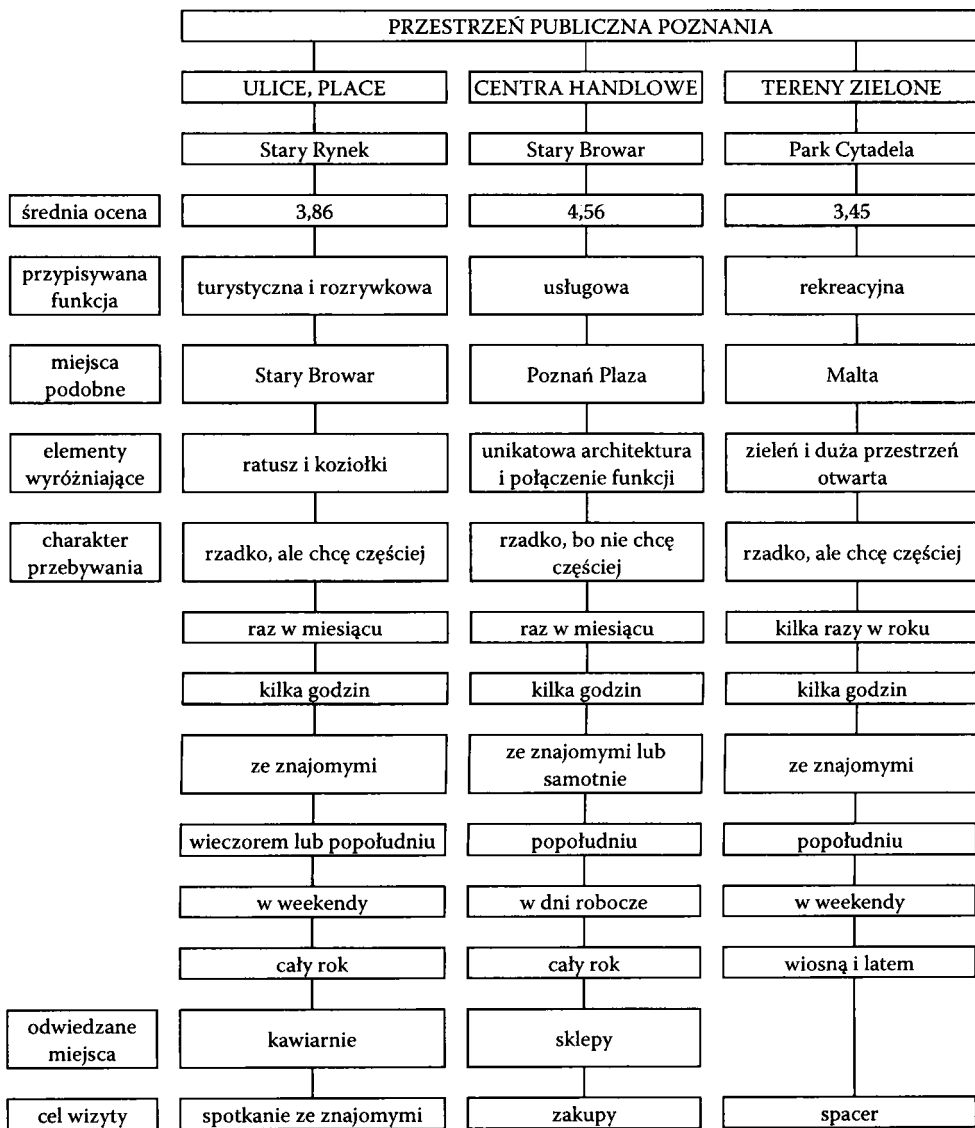 PRZESTRZEŃ PUBLICZNA POZNANIA
ULICE, PLACE
CENTRA HANDLOWE
TERENY ZIELONE
Stary Rynek
Stary Browar
Park Cytadela
średnia ocena
3,86
4,56
3,45
przypisywana
funkcja
turystyczna i rozrywkowa
usługowa
rekreacyjna
miejsca
podobne
Stary Browar
Poznań Plaza
Malta
elementy
wyróżniające
ratusz i koziołki
unikatowa architektura
i połączenie funkcji
zieleń i duża przestrzeń
otwarta
charakter
przebywania
rzadko, ale chcę częściej
rzadko, bo nie chcę
częściej
rzadko, ale chcę częściej
raz w miesiącu
raz w miesiącu
kilka razy w roku
kilka godzin
kilka godzin
kilka godzin
ze znajomymi
ze znajomymi lub
samotnie
ze znajomymi
wieczorem lub popołudniu
popołudniu
popołudniu
w weekendy
w dni robocze
w weekendy
cały rok
cały rok
wiosną i latem
odwiedzane
miejsca
kawiarnie
sklepy
cel wizyty
spotkanie ze znajomymi
zakupy
spacer